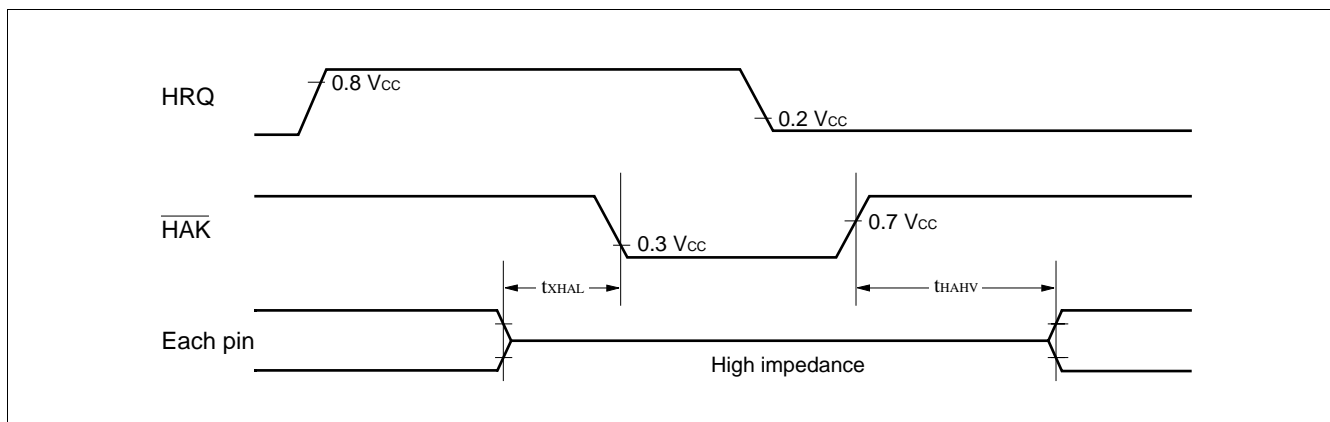 HRQ
0.8 Vcc
0.2 Vcc
HAK
0.3 Vcc
0.7 Vcc
tXHAL
tHAHV
Each pin
High impedance